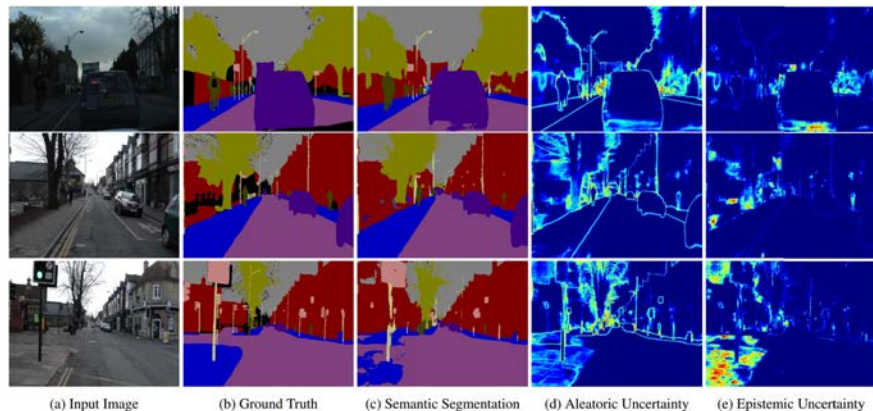 (a) Input Image (b) Ground Truth (c) Semantic Segmentation (d) Aleatoric Uncertainty (e) Epistemic Uncertainty